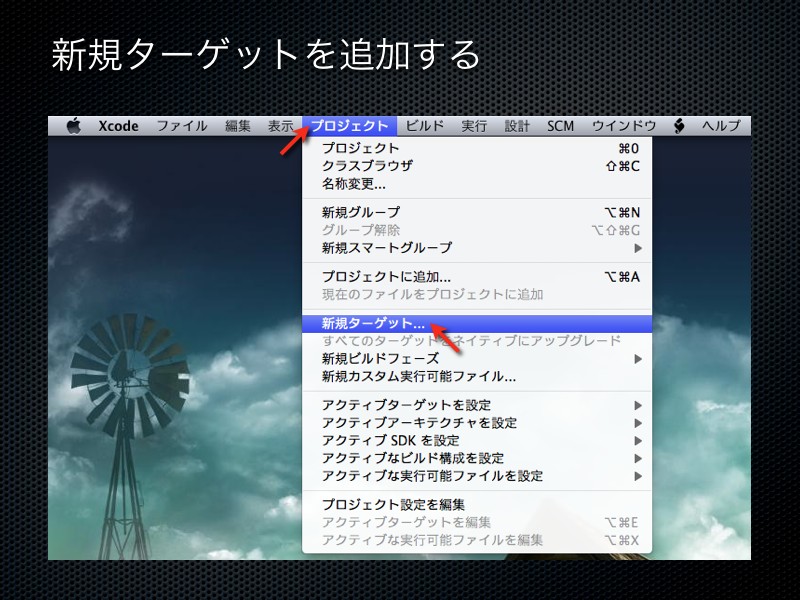 新規ターゲットを追加する
Xcode ファイル 編集 表示 プロジェクト ビルド 実行 設計 SCM ウインドウ ヘルプ
プロジェクト ⌘0
クラスブラウザ ⇧⌘C
名称変更...
新規グループ ⌥⌘N
グループ解除 ⌥⇧⌘G
新規スマートグループ ▶
プロジェクトに追加... ⌥⌘A
現在のファイルをプロジェクトに追加
新規ターゲット...
すべてのターゲットをネイティブにアップグレード
新規ビルドフェーズ ▶
新規カスタム実行可能ファイル...
アクティブターゲットを設定 ▶
アクティブアーキテクチャを設定 ▶
アクティブ SDK を設定 ▶
アクティブなビルド構成を設定 ▶
アクティブな実行可能ファイルを設定 ▶
プロジェクト設定を編集
アクティブターゲットを編集 ⌥⌘E
アクティブな実行可能ファイルを編集 ⌥⌘X